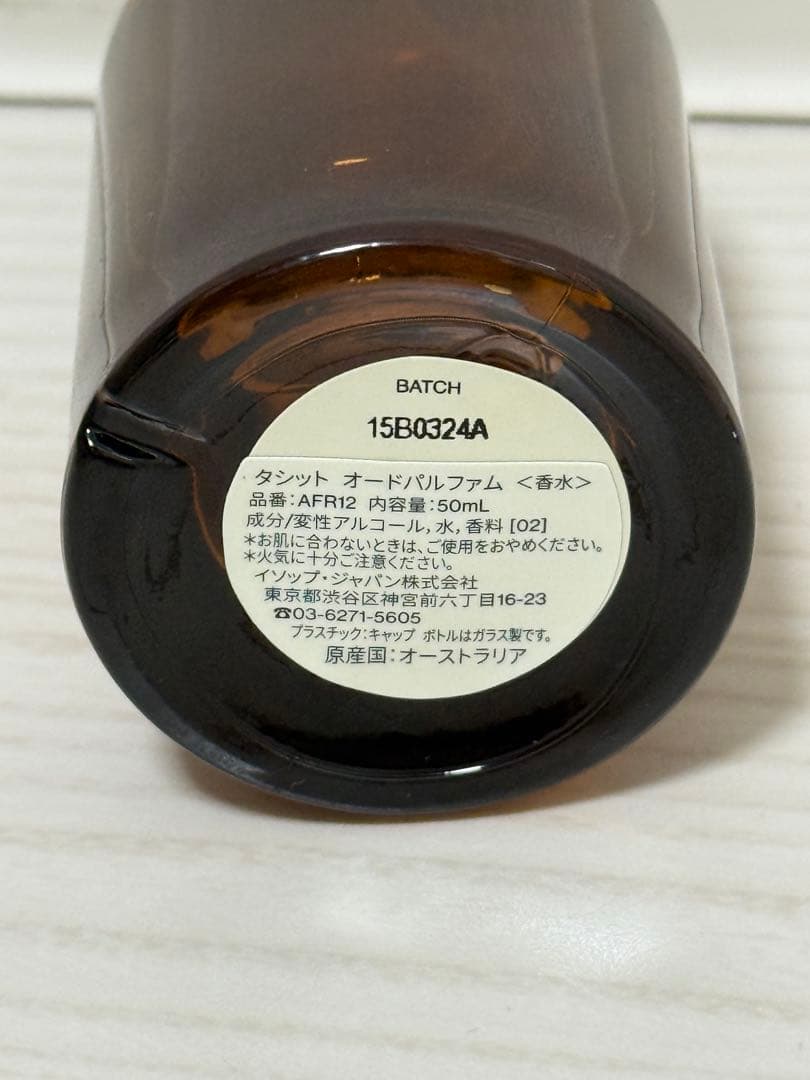 BATCH
15B0324A
タシット オードパルファム ＜香水＞
品番：AFR12 内容量：50mL
成分/変性アルコール, 水, 香料 [02]
＊お肌に合わないときは、ご使用をおやめください。
＊火気に十分ご注意ください。
イソップ・ジャパン株式会社
東京都渋谷区神宮前六丁目16-23
☎03-6271-5605
プラスチック：キャップ ボトルはガラス製です。
原産国：オーストラリア